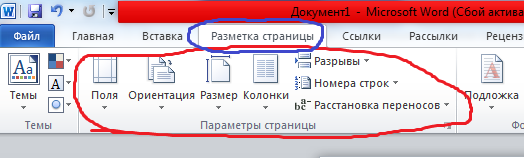 Документ1 - Microsoft Word (Сбой актива
Файл Главная Вставка Разметка страницы Ссылки Рассылки Реценз
Темы
Поля Ориентация Размер Колонки
Разрывы
Номера строк
Расстановка переносов
Подложка
Темы Параметры страницы Фо